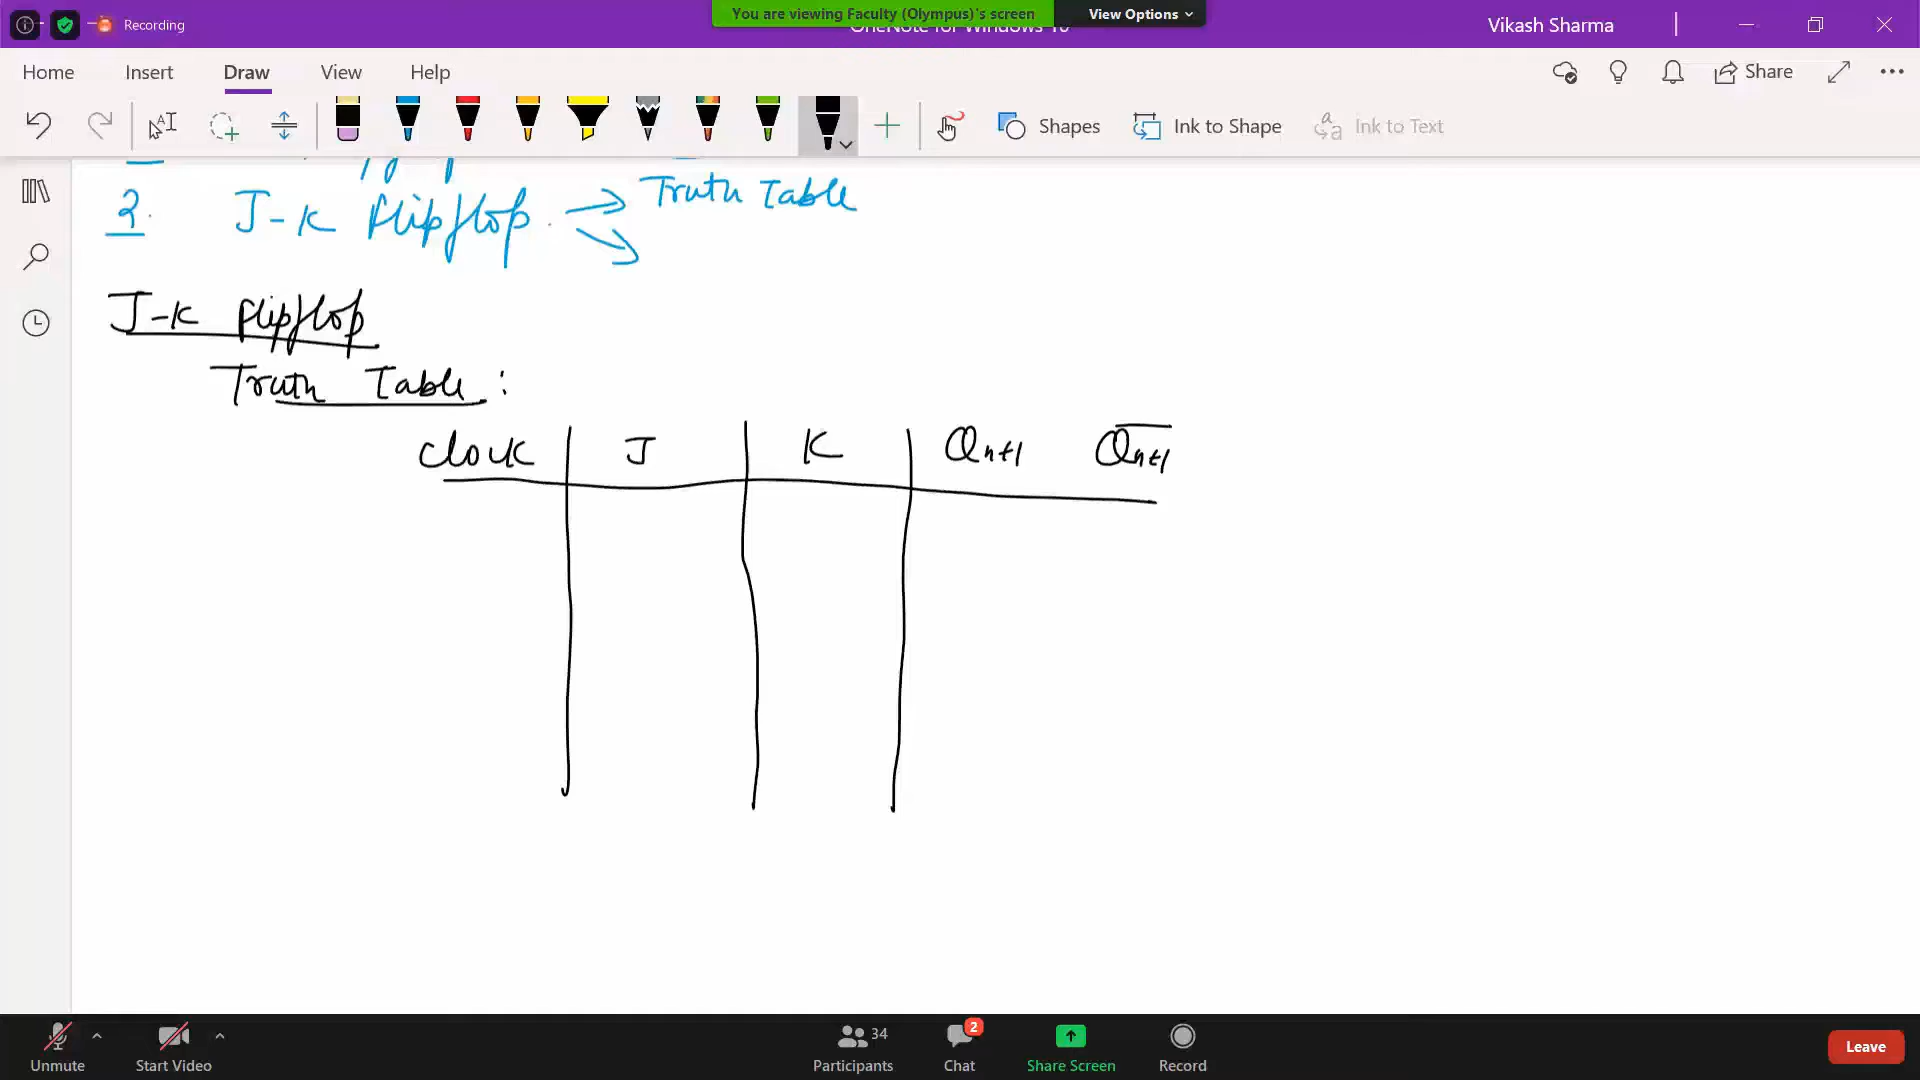 You are viewing Faculty (Olympus)'s screen View Options
Recording
Vikash Sharma
Home Insert Draw View Help
Share
Shapes Ink to Shape Ink to Text
2. J-K flipflop. Truth Table
J-K flipflop
Truth Table :
clock J K Qn+1 Q̅n+1
34
2
Unmute Start Video Participants Chat Share Screen Record Leave